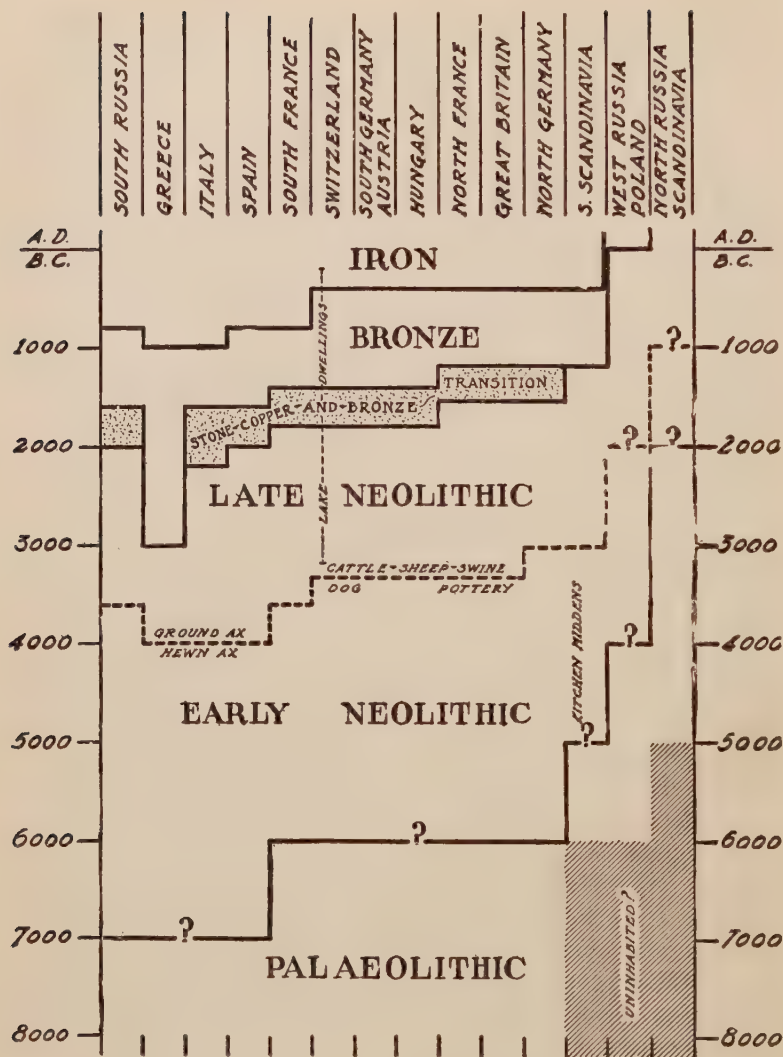 SOUTH RUSSIA
GREECE
ITALY
SPAIN
SOUTH FRANCE
SWITZERLAND
SOUTH GERMANY
AUSTRIA
HUNGARY
NORTH FRANCE
GREAT BRITAIN
NORTH GERMANY
S. SCANDINAVIA
WEST RUSSIA
POLAND
NORTH RUSSIA
SCANDINAVIA
A.D.
B.C.
IRON
A.D.
B.C.
DWELLINGS
BRONZE
1000
?
1000
TRANSITION
STONE-COPPER-AND-BRONZE
2000
?
?
2000
LATE NEOLITHIC
LAKE
3000
3000
CATTLE-SHEEP-SWINE
DOG POTTERY
GROUND AX
HEWN AX
KITCHEN MIDDENS
4000
?
4000
EARLY NEOLITHIC
5000
?
5000
6000
?
6000
7000
?
7000
UNINHABITED?
PALAEOLITHIC
8000
8000